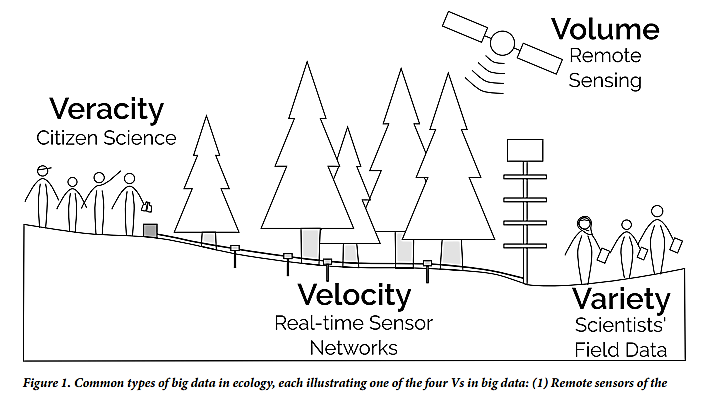 Volume
Remote
Sensing
Veracity
Citizen Science
Velocity
Real-time Sensor
Networks
Variety
Scientists'
Field Data
Figure 1. Common types of big data in ecology, each illustrating one of the four Vs in big data: (1) Remote sensors of the